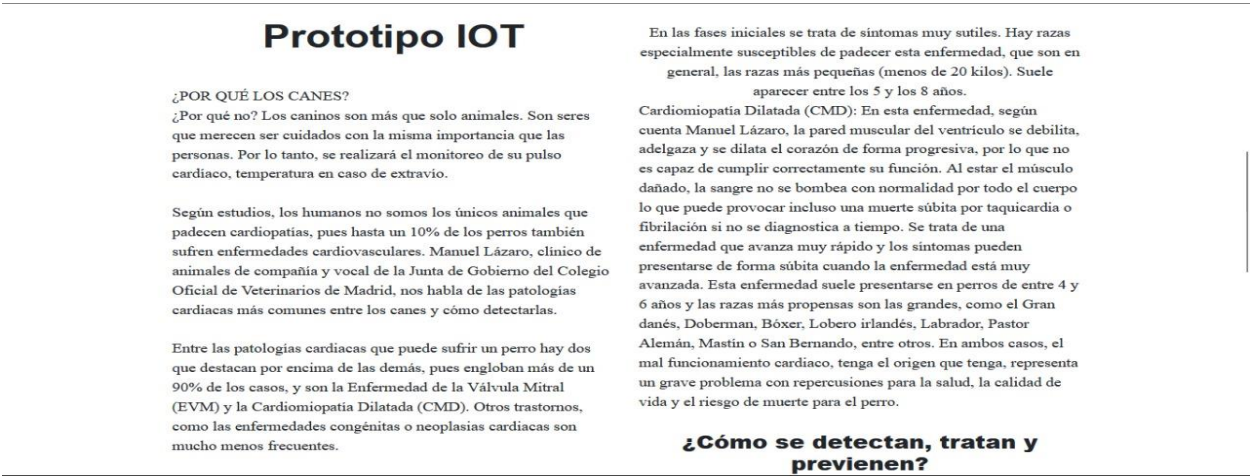 Prototipo IOT
¿POR QUÉ LOS CANES?
¿Por qué no? Los caninos son más que solo animales. Son seres
que merecen ser cuidados con la misma importancia que las
personas. Por lo tanto, se realizará el monitoreo de su pulso
cardíaco, temperatura en caso de extravío.
Según estudios, los humanos no somos los únicos animales que
padecen cardiopatías, pues hasta un 10% de los perros también
sufren enfermedades cardiovasculares. Manuel Lázaro, clínico de
animales de compañía y vocal de la Junta de Gobierno del Colegio
Oficial de Veterinarios de Madrid, nos habla de las patologías
cardiacas más comunes entre los canes y cómo detectarlas.
Entre las patologías cardiacas que puede sufrir un perro hay dos
que destacan por encima de las demás, pues engloban más de un
90% de los casos, y son la Enfermedad de la Válvula Mitral
(EVM) y la Cardiomiopatía Dilatada (CMD). Otros trastornos,
como las enfermedades congénitas o neoplasias cardiacas son
mucho menos frecuentes.
En las fases iniciales se trata de síntomas muy sutiles. Hay razas
especialmente susceptibles de padecer esta enfermedad, que son en
general, las razas más pequeñas (menos de 20 kilos). Suele
aparecer entre los 5 y los 8 años.
Cardiomiopatía Dilatada (CMD): En esta enfermedad, según
cuenta Manuel Lázaro, la pared muscular del ventrículo se debilita,
adelgaza y se dilata el corazón de forma progresiva, por lo que no
es capaz de cumplir correctamente su función. Al estar el músculo
dañado, la sangre no se bombea con normalidad por todo el cuerpo
lo que puede provocar incluso una muerte súbita por taquicardia o
fibrilación si no se diagnostica a tiempo. Se trata de una
enfermedad que avanza muy rápido y los síntomas pueden
presentarse de forma súbita cuando la enfermedad está muy
avanzada. Esta enfermedad suele presentarse en perros de entre 4 y
6 años y las razas más propensas son las grandes, como el Gran
danés, Doberman, Bóxer, Lobero irlandés, Labrador, Pastor
Alemán, Mastín o San Bernando, entre otros. En ambos casos, el
mal funcionamiento cardiaco, tenga el origen que tenga, representa
un grave problema con repercusiones para la salud, la calidad de
vida y el riesgo de muerte para el perro.
¿Cómo se detectan, tratan y
previenen?